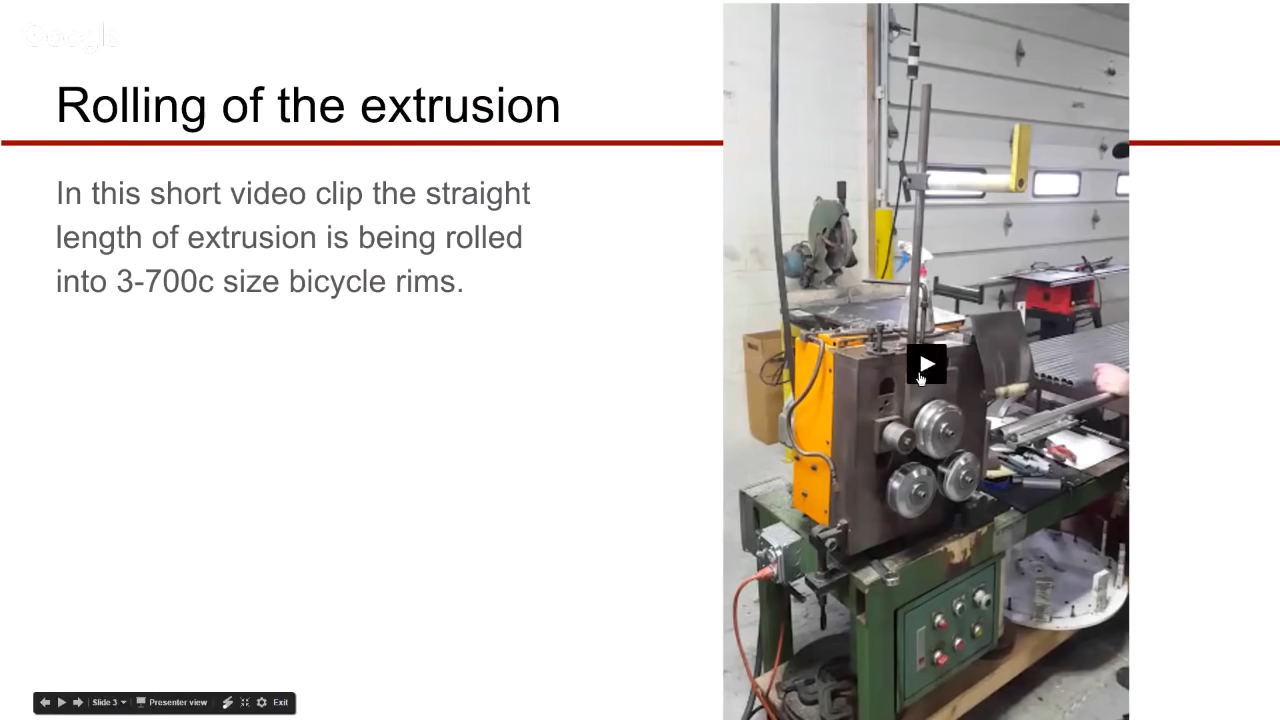 Google
Rolling of the extrusion
In this short video clip the straight
length of extrusion is being rolled
into 3-700c size bicycle rims.
Slide 3
Presenter view
Exit